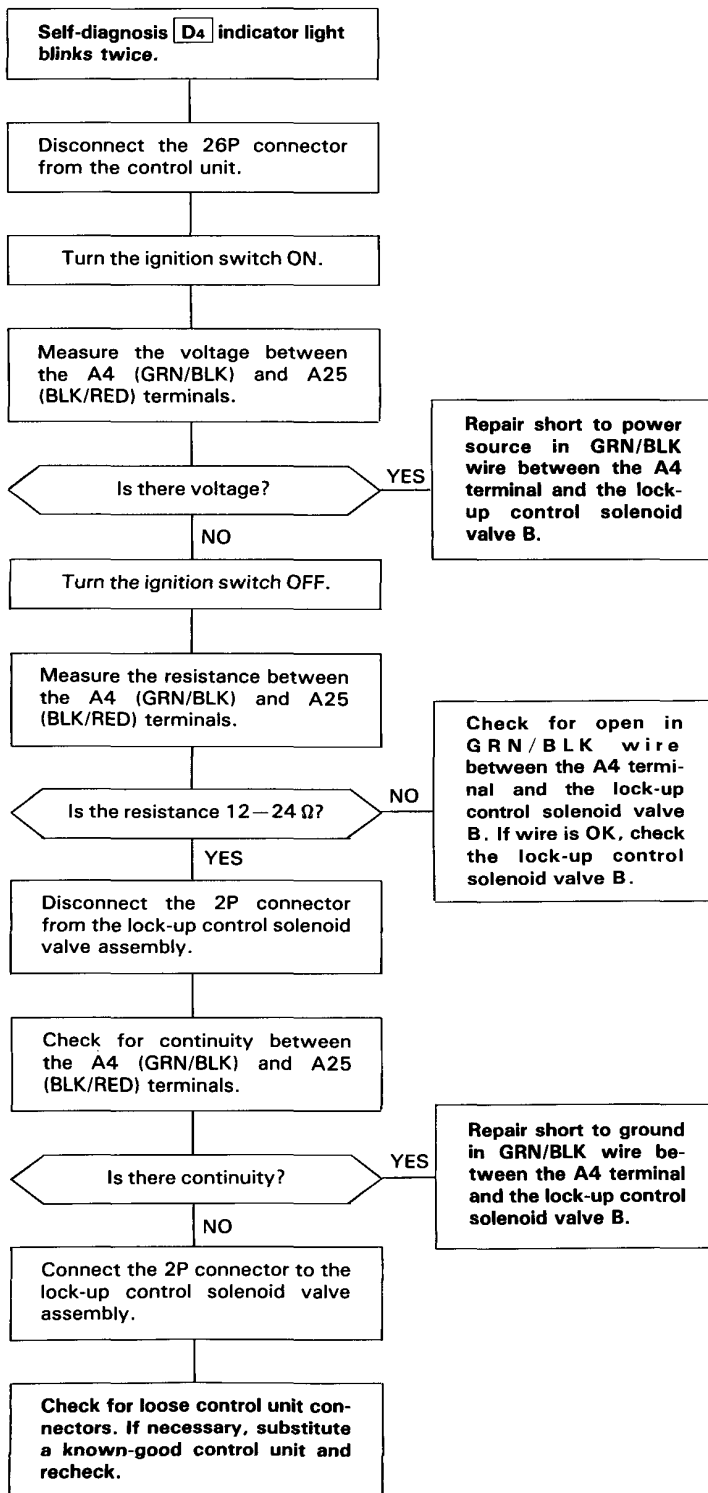 Self-diagnosis D4 indicator light
blinks twice.
Disconnect the 26P connector
from the control unit.
Turn the ignition switch ON.
Measure the voltage between
the A4 (GRN/BLK) and A25
(BLK/RED) terminals.
Is there voltage?
YES
Repair short to power
source in GRN/BLK
wire between the A4
terminal and the lock-
up control solenoid
valve B.
NO
Turn the ignition switch OFF.
Measure the resistance between
the A4 (GRN/BLK) and A25
(BLK/RED) terminals.
Is the resistance 12—24 Ω?
NO
Check for open in
GRN/BLK wire
between the A4 termi-
nal and the lock-up
control solenoid valve
B. If wire is OK, check
the lock-up control
solenoid valve B.
YES
Disconnect the 2P connector
from the lock-up control solenoid
valve assembly.
Check for continuity between
the A4 (GRN/BLK) and A25
(BLK/RED) terminals.
Is there continuity?
YES
Repair short to ground
in GRN/BLK wire be-
tween the A4 terminal
and the lock-up control
solenoid valve B.
NO
Connect the 2P connector to the
lock-up control solenoid valve
assembly.
Check for loose control unit con-
nectors. If necessary, substitute
a known-good control unit and
recheck.